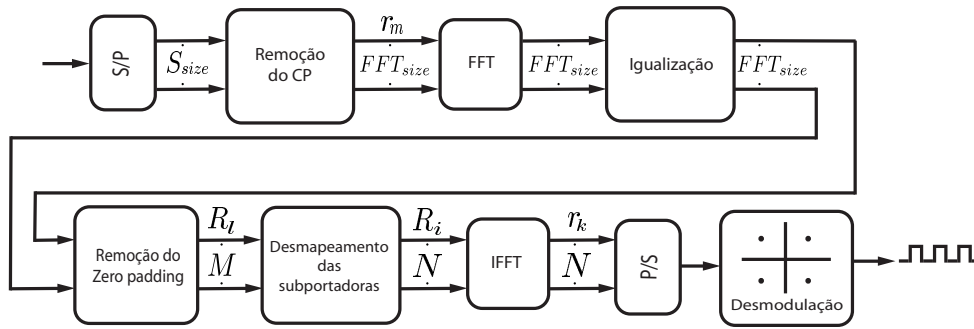 S/P
S_size
Remoção
do CP
r_m
FFT_size
FFT
FFT_size
Igualização
FFT_size
Remoção do
Zero padding
R_l
M
Desmapeamento
das
subportadoras
R_i
N
IFFT
r_k
N
P/S
Desmodulação